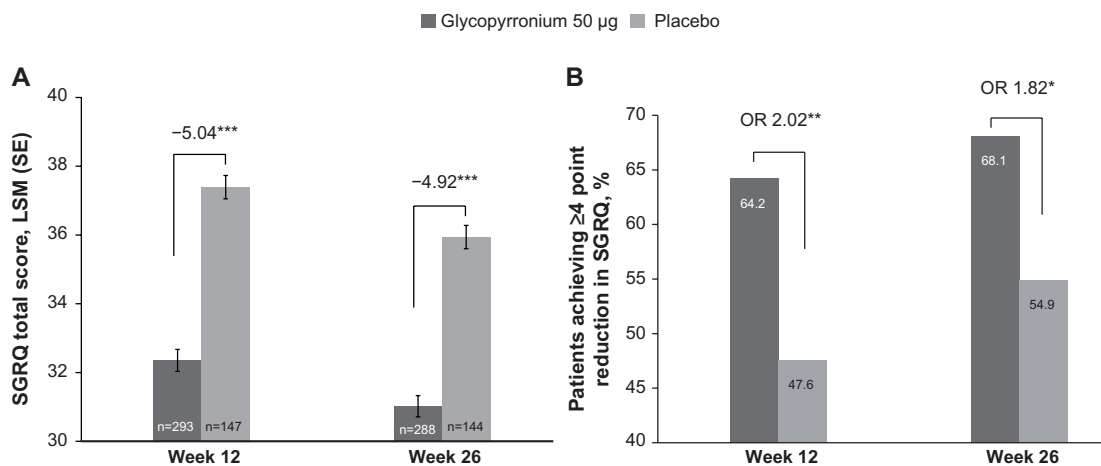 Glycopyrronium 50 µg Placebo
A
SGRQ total score, LSM (SE)
40
38
36
34
32
30
−5.04***
−4.92***
n=293 n=147
n=288 n=144
Week 12 Week 26
B
Patients achieving ≥4 point
reduction in SGRQ, %
70
65
60
55
50
45
40
OR 2.02**
OR 1.82*
64.2
47.6
68.1
54.9
Week 12 Week 26